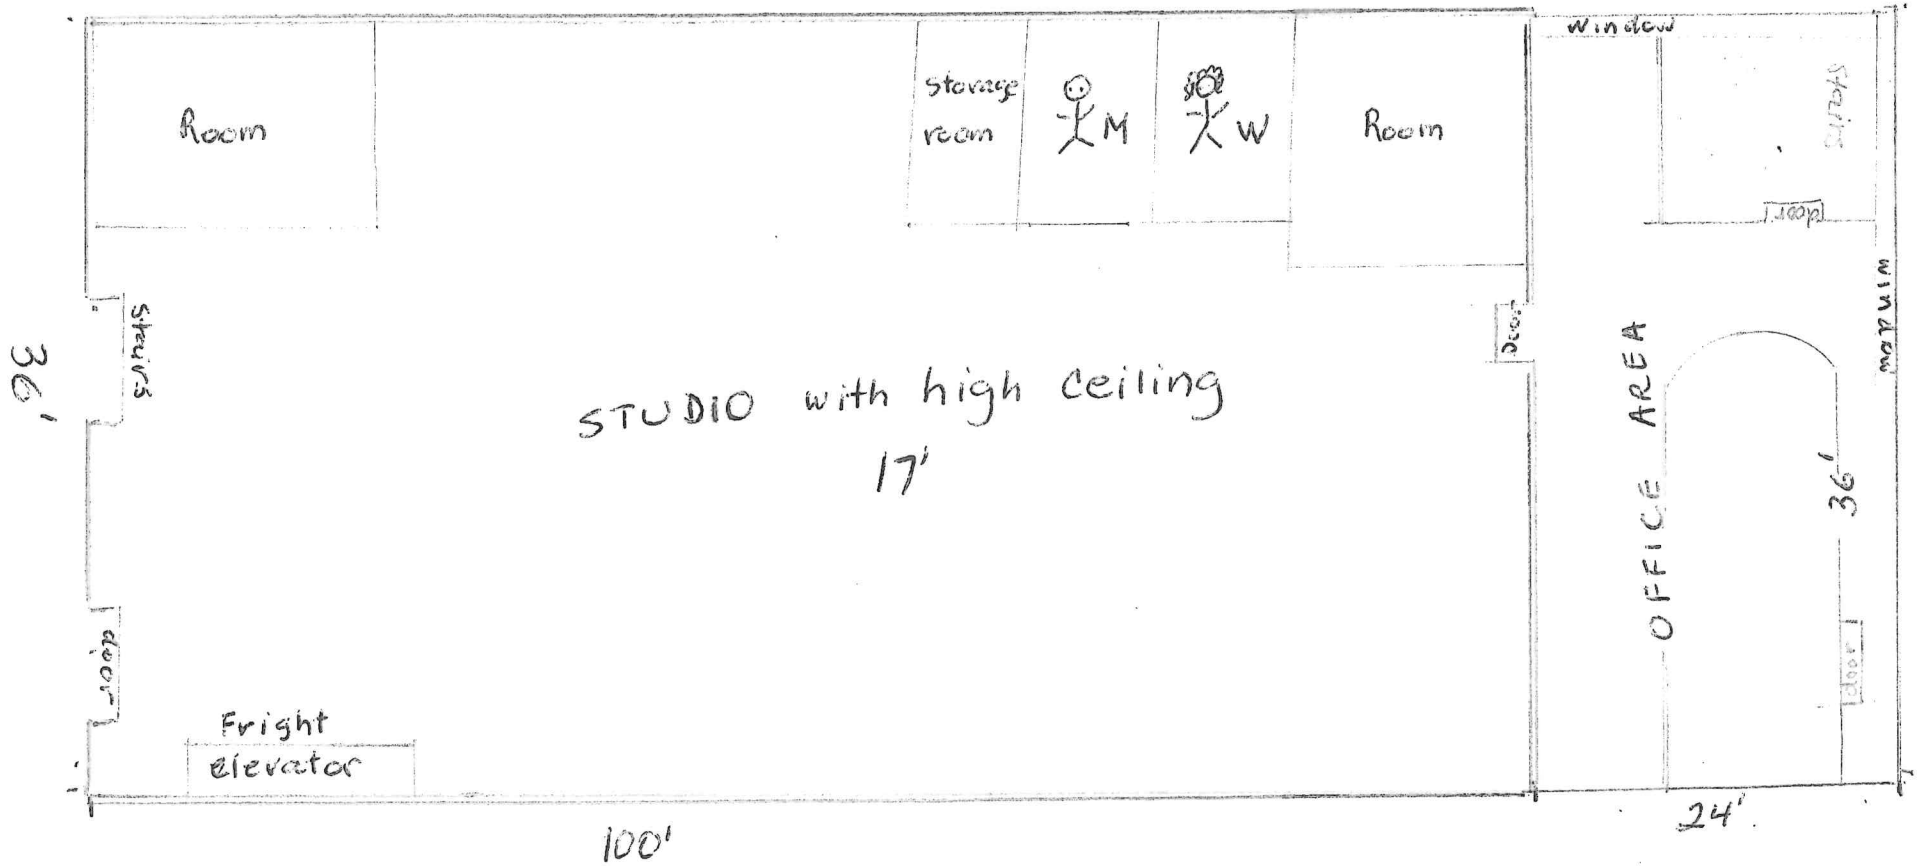 window
Room
storage
room
M
W
Room
stairs
door
Stairs
36'
Door
window
STUDIO with high ceiling
17'
OFFICE AREA
36'
door
door
Fright
elevator
100'
24'